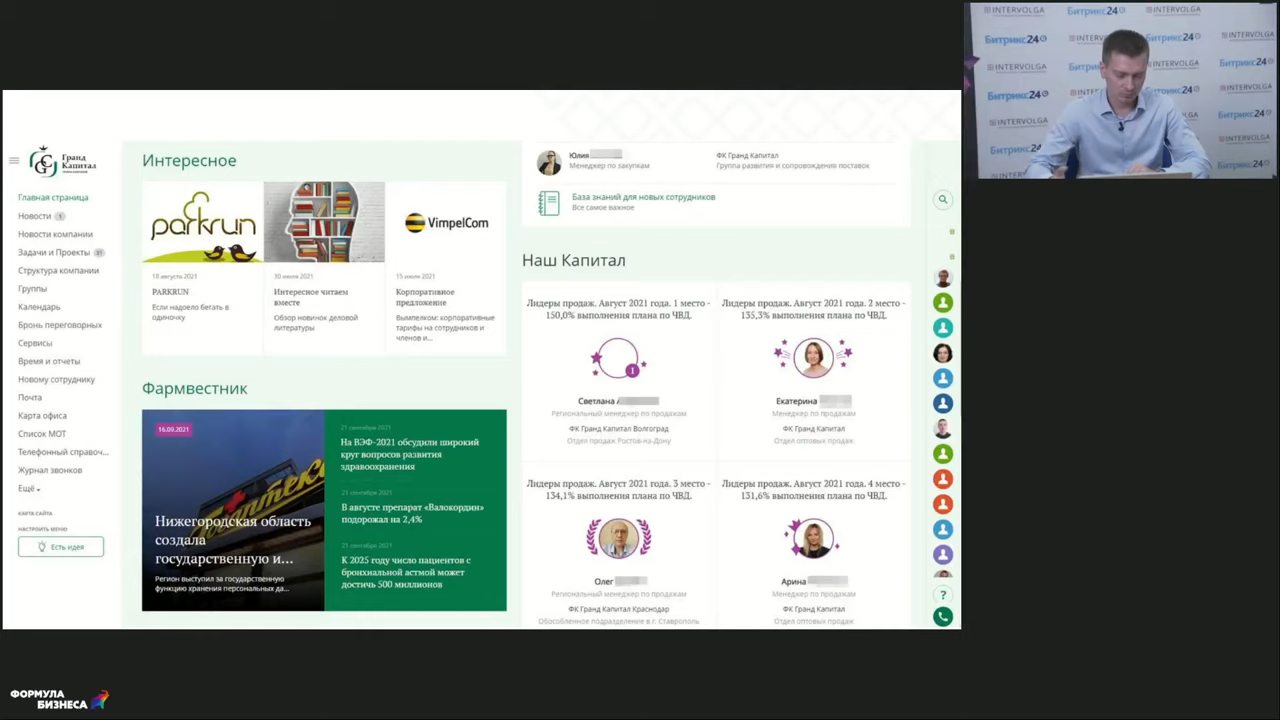 INTERVOLGA
Битрикс24
INTERVOLGA
Битрикс24
INTERVOLGA
Битрикс24
INTERVOLGA
Битрикс24
Битрикс24
INTERVOLGA
INTERVOLGA
Гранд
Капитал
Главная страница
Новости 1
Новости компании
Задачи и Проекты 31
Структура компании
Группы
Календарь
Бронь переговорных
Сервисы
Время и отчеты
Новому сотруднику
Почта
Карта офиса
Список МОТ
Телефонный справоч...
Журнал звонков
Ещё
КАРТА САЙТА
НАСТРОИТЬ МЕНЮ
Есть идея
Интересное
parkrun
VimpelCom
18 августа 2021
PARKRUN
Если надоело бегать в
одиночку
30 июля 2021
Интересное читаем
вместе
Обзор новинок деловой
литературы
15 июля 2021
Корпоративное
предложение
Вымпелком: корпоративные
тарифы на сотрудников и
членов и...
Фармвестник
16.09.2021
Нижегородская область
создала
государственную и...
Регион выступил за государственную
функцию хранения персональных да...
21 сентября 2021
На ВЭФ-2021 обсудили широкий
круг вопросов развития
здравоохранения
21 сентября 2021
В августе препарат «Валокордин»
подорожал на 2,4%
21 сентября 2021
К 2025 году число пациентов с
бронхиальной астмой может
достичь 500 миллионов
Юлия
Менеджер по закупкам
ФК Гранд Капитал
Группа развития и сопровождения поставок
База знаний для новых сотрудников
Все самое важное
Наш Капитал
Лидеры продаж. Август 2021 года. 1 место -
150,0% выполнения плана по ЧВД.
1
Светлана
Региональный менеджер по продажам
ФК Гранд Капитал Волгоград
Отдел продаж Ростов-на-Дону
Лидеры продаж. Август 2021 года. 2 место -
135,3% выполнения плана по ЧВД.
Екатерина
Менеджер по продажам
ФК Гранд Капитал
Отдел оптовых продаж
Лидеры продаж. Август 2021 года. 3 место -
134,1% выполнения плана по ЧВД.
Олег
Региональный менеджер по продажам
ФК Гранд Капитал Краснодар
Обособленное подразделение в г. Ставрополь
Лидеры продаж. Август 2021 года. 4 место -
131,6% выполнения плана по ЧВД.
Арина
Менеджер по продажам
ФК Гранд Капитал
Отдел оптовых продаж
?
ФОРМУЛА
БИЗНЕСА